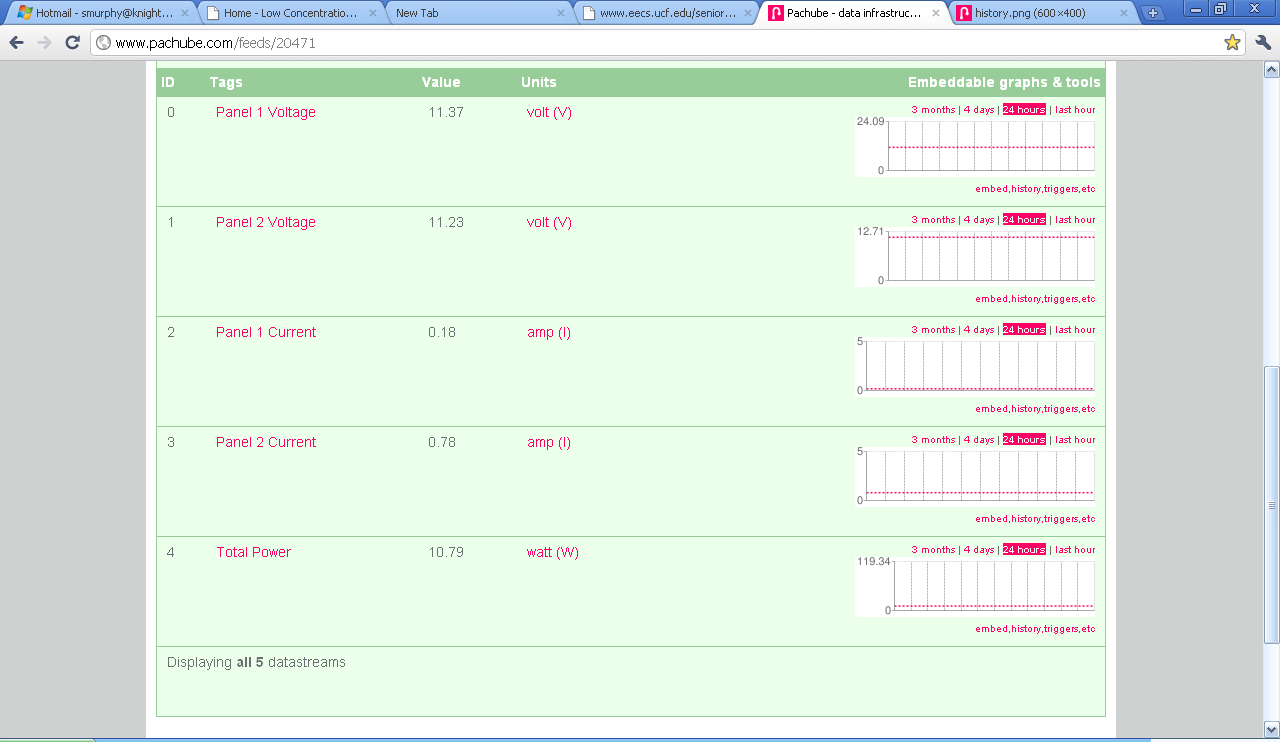 Hotmail - smurphy@knight... Home - Low Concentratio... New Tab www.eecs.ucf.edu/senior... Pachube - data infrastruc... history.png (600×400)
www.pachube.com/feeds/20471
ID Tags Value Units Embeddable graphs & tools
0 Panel 1 Voltage 11.37 volt (V) 3 months | 4 days | 24 hours | last hour
24.09
0
embed,history,triggers,etc
1 Panel 2 Voltage 11.23 volt (V) 3 months | 4 days | 24 hours | last hour
12.71
0
embed,history,triggers,etc
2 Panel 1 Current 0.18 amp (I) 3 months | 4 days | 24 hours | last hour
5
0
embed,history,triggers,etc
3 Panel 2 Current 0.78 amp (I) 3 months | 4 days | 24 hours | last hour
5
0
embed,history,triggers,etc
4 Total Power 10.79 watt (W) 3 months | 4 days | 24 hours | last hour
119.34
0
embed,history,triggers,etc
Displaying all 5 datastreams